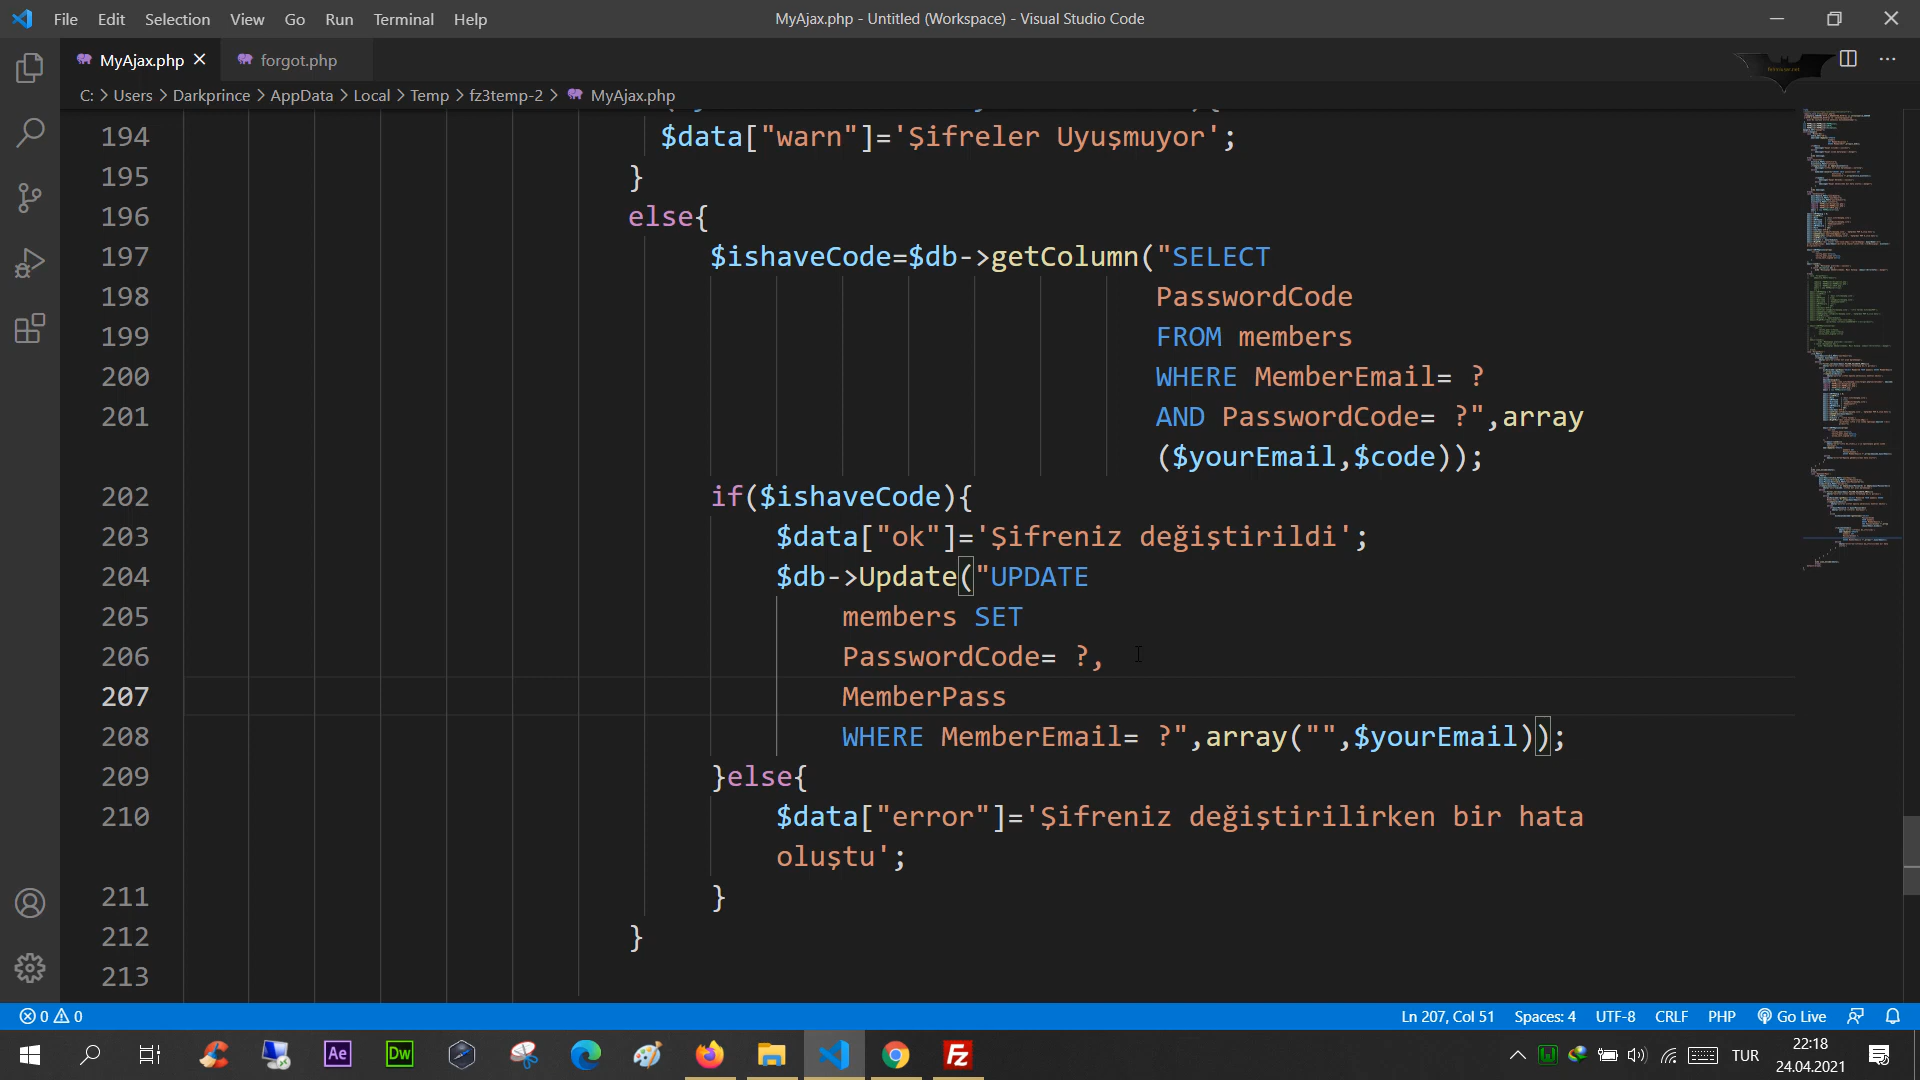 File Edit Selection View Go Run Terminal Help
MyAjax.php - Untitled (Workspace) - Visual Studio Code
MyAjax.php forgot.php
C: > Users > Darkprince > AppData > Local > Temp > fz3temp-2 > MyAjax.php
194 $data["warn"]='Şifreler Uyuşmuyor';
195 }
196 else{
197 $ishaveCode=$db->getColumn("SELECT
198 PasswordCode
199 FROM members
200 WHERE MemberEmail= ?
201 AND PasswordCode= ?",array
($yourEmail,$code));
202 if($ishaveCode){
203 $data["ok"]='Şifreniz değiştirildi';
204 $db->Update("UPDATE
205 members SET
206 PasswordCode= ?,
207 MemberPass
208 WHERE MemberEmail= ?",array("",$yourEmail));
209 }else{
210 $data["error"]='Şifreniz değiştirilirken bir hata
oluştu';
211 }
212 }
213
0 0 Ln 207, Col 51 Spaces: 4 UTF-8 CRLF PHP Go Live
Ae Dw Fz TUR 22:18
24.04.2021